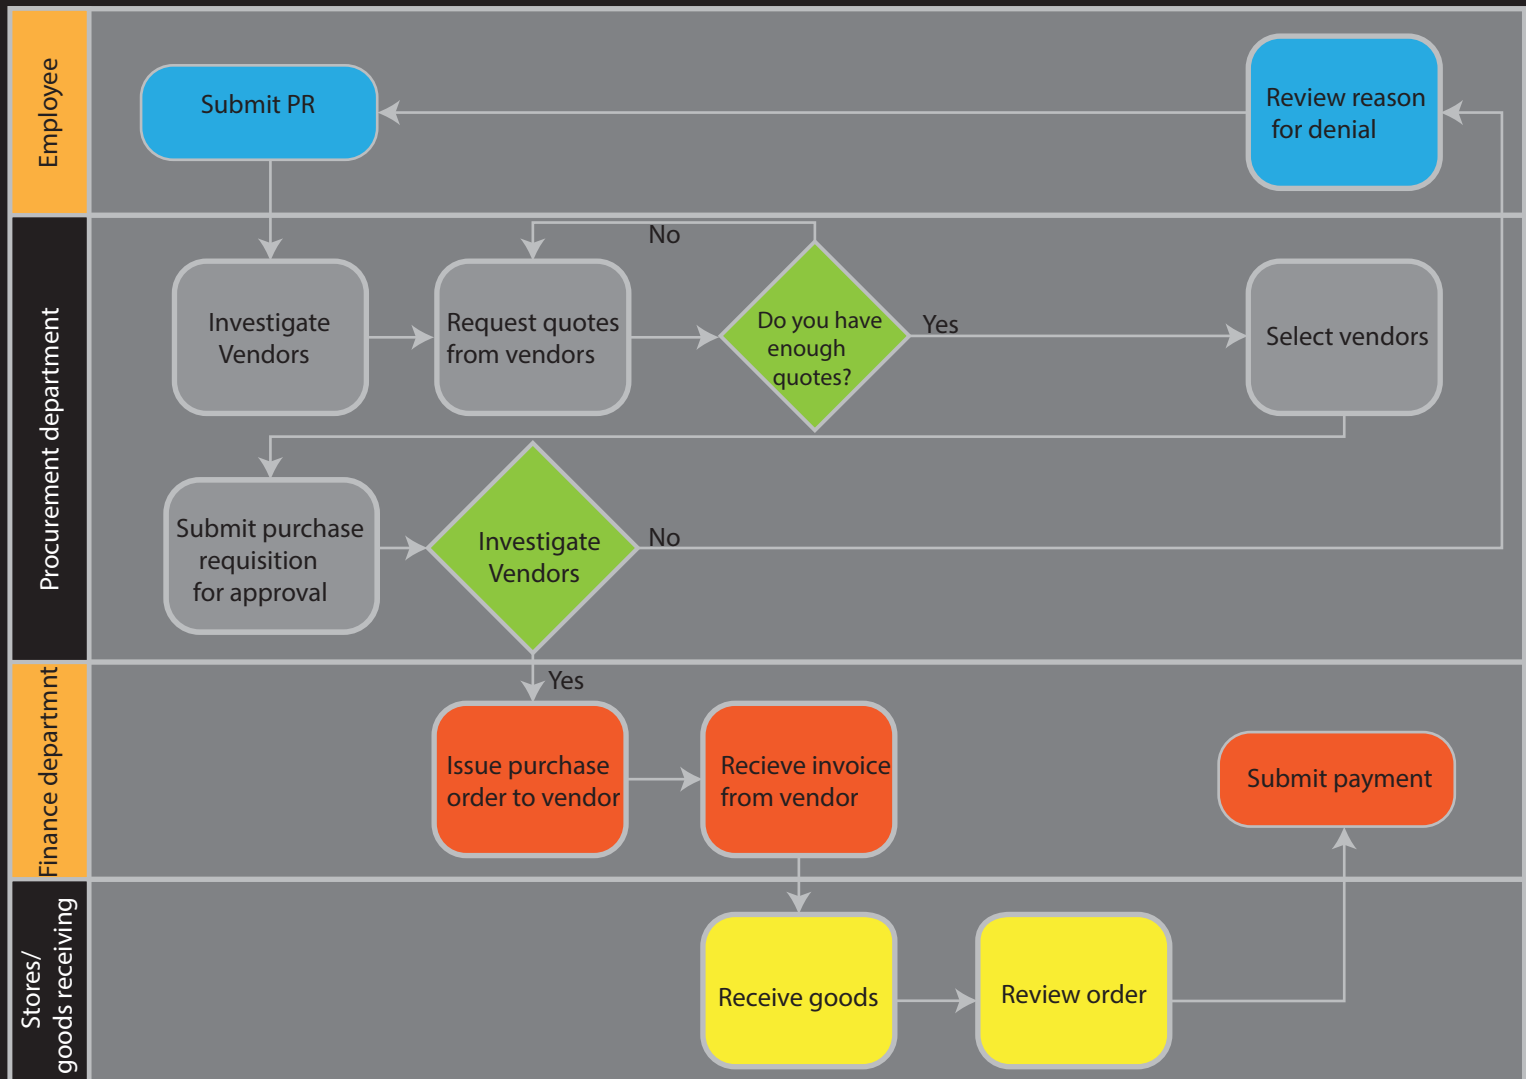 Employee
Submit PR
Review reason
for denial
Procurement department
No
Investigate
Vendors
Request quotes
from vendors
Do you have
enough
quotes?
Yes
Select vendors
Submit purchase
requisition
for approval
Investigate
Vendors
No
Finance departmnt
Yes
Issue purchase
order to vendor
Recieve invoice
from vendor
Submit payment
Stores/
goods receiving
Receive goods
Review order